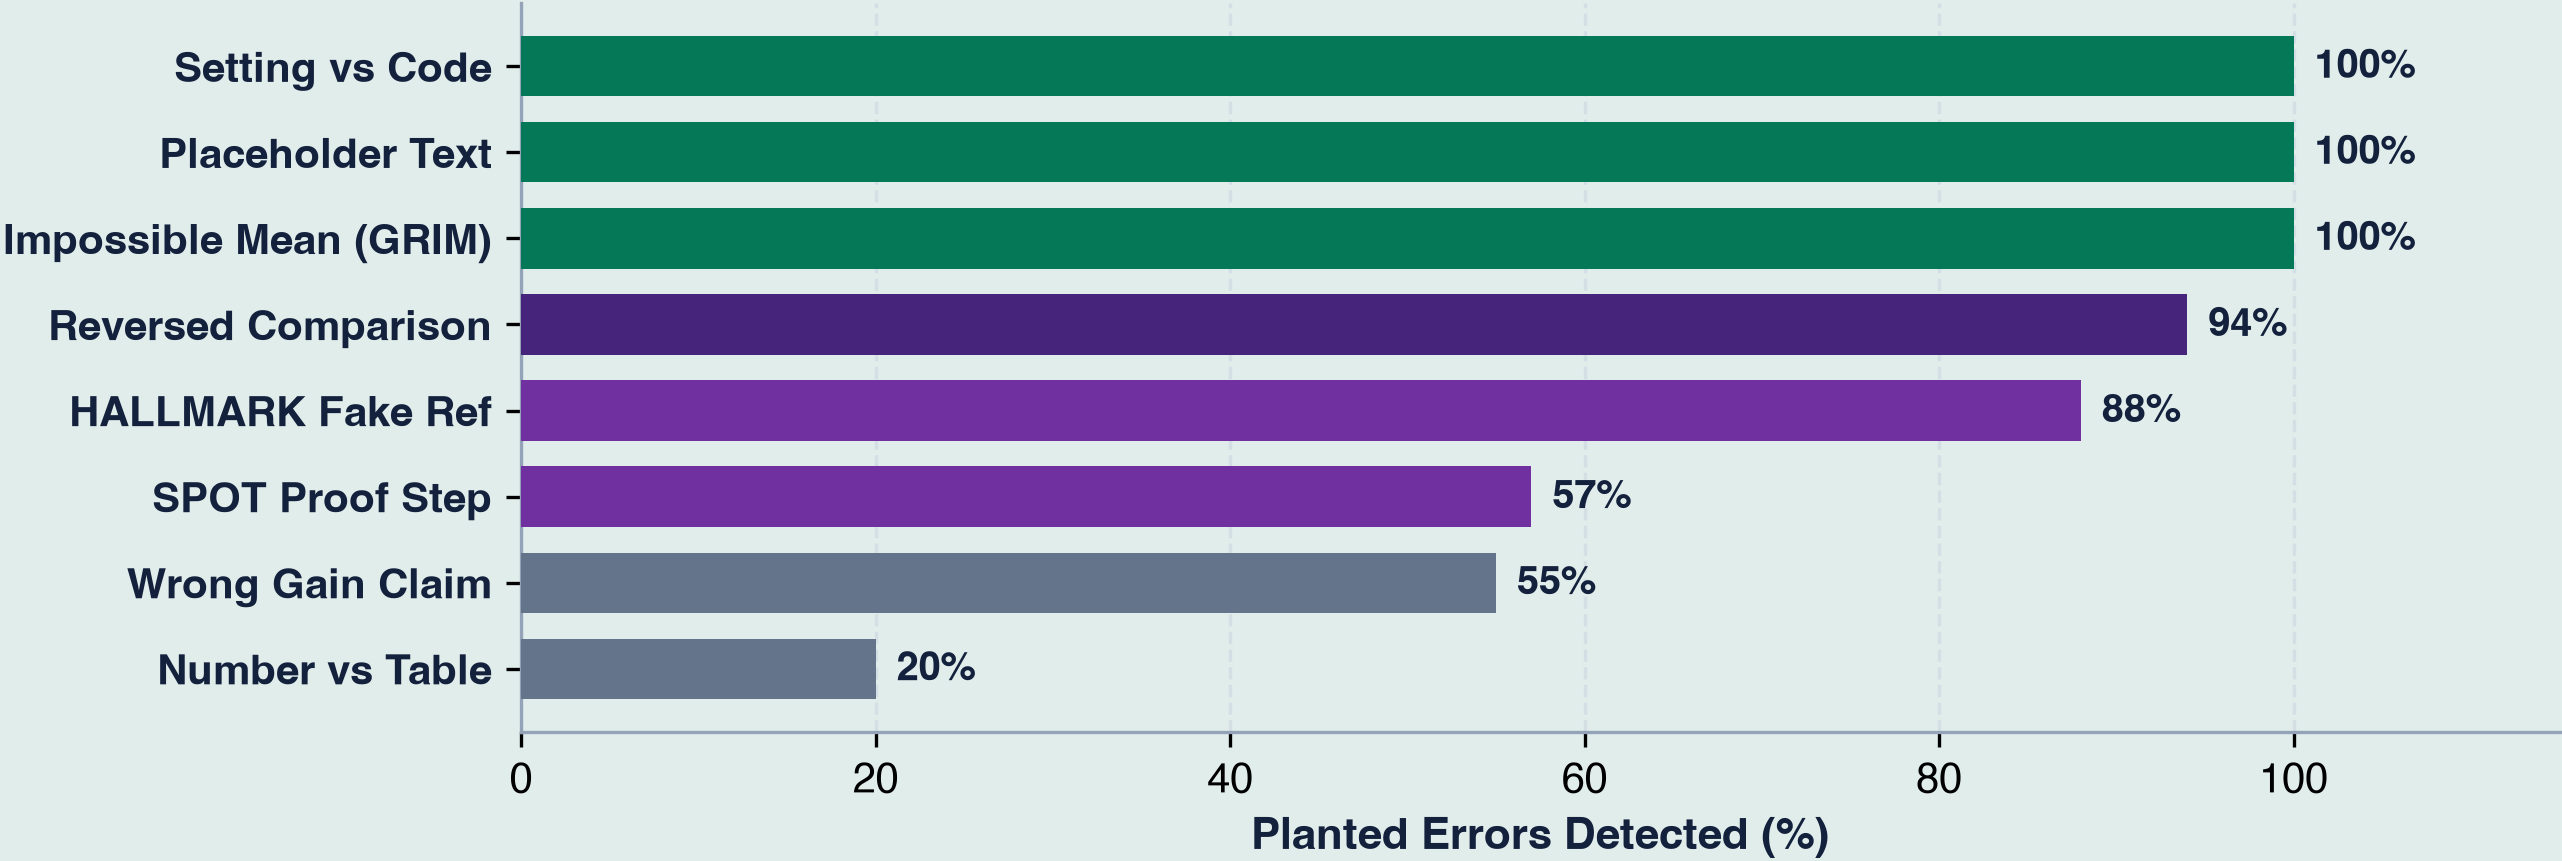 Setting vs Code 100%
Placeholder Text 100%
Impossible Mean (GRIM) 100%
Reversed Comparison 94%
HALLMARK Fake Ref 88%
SPOT Proof Step 57%
Wrong Gain Claim 55%
Number vs Table 20%
0 20 40 60 80 100
Planted Errors Detected (%)